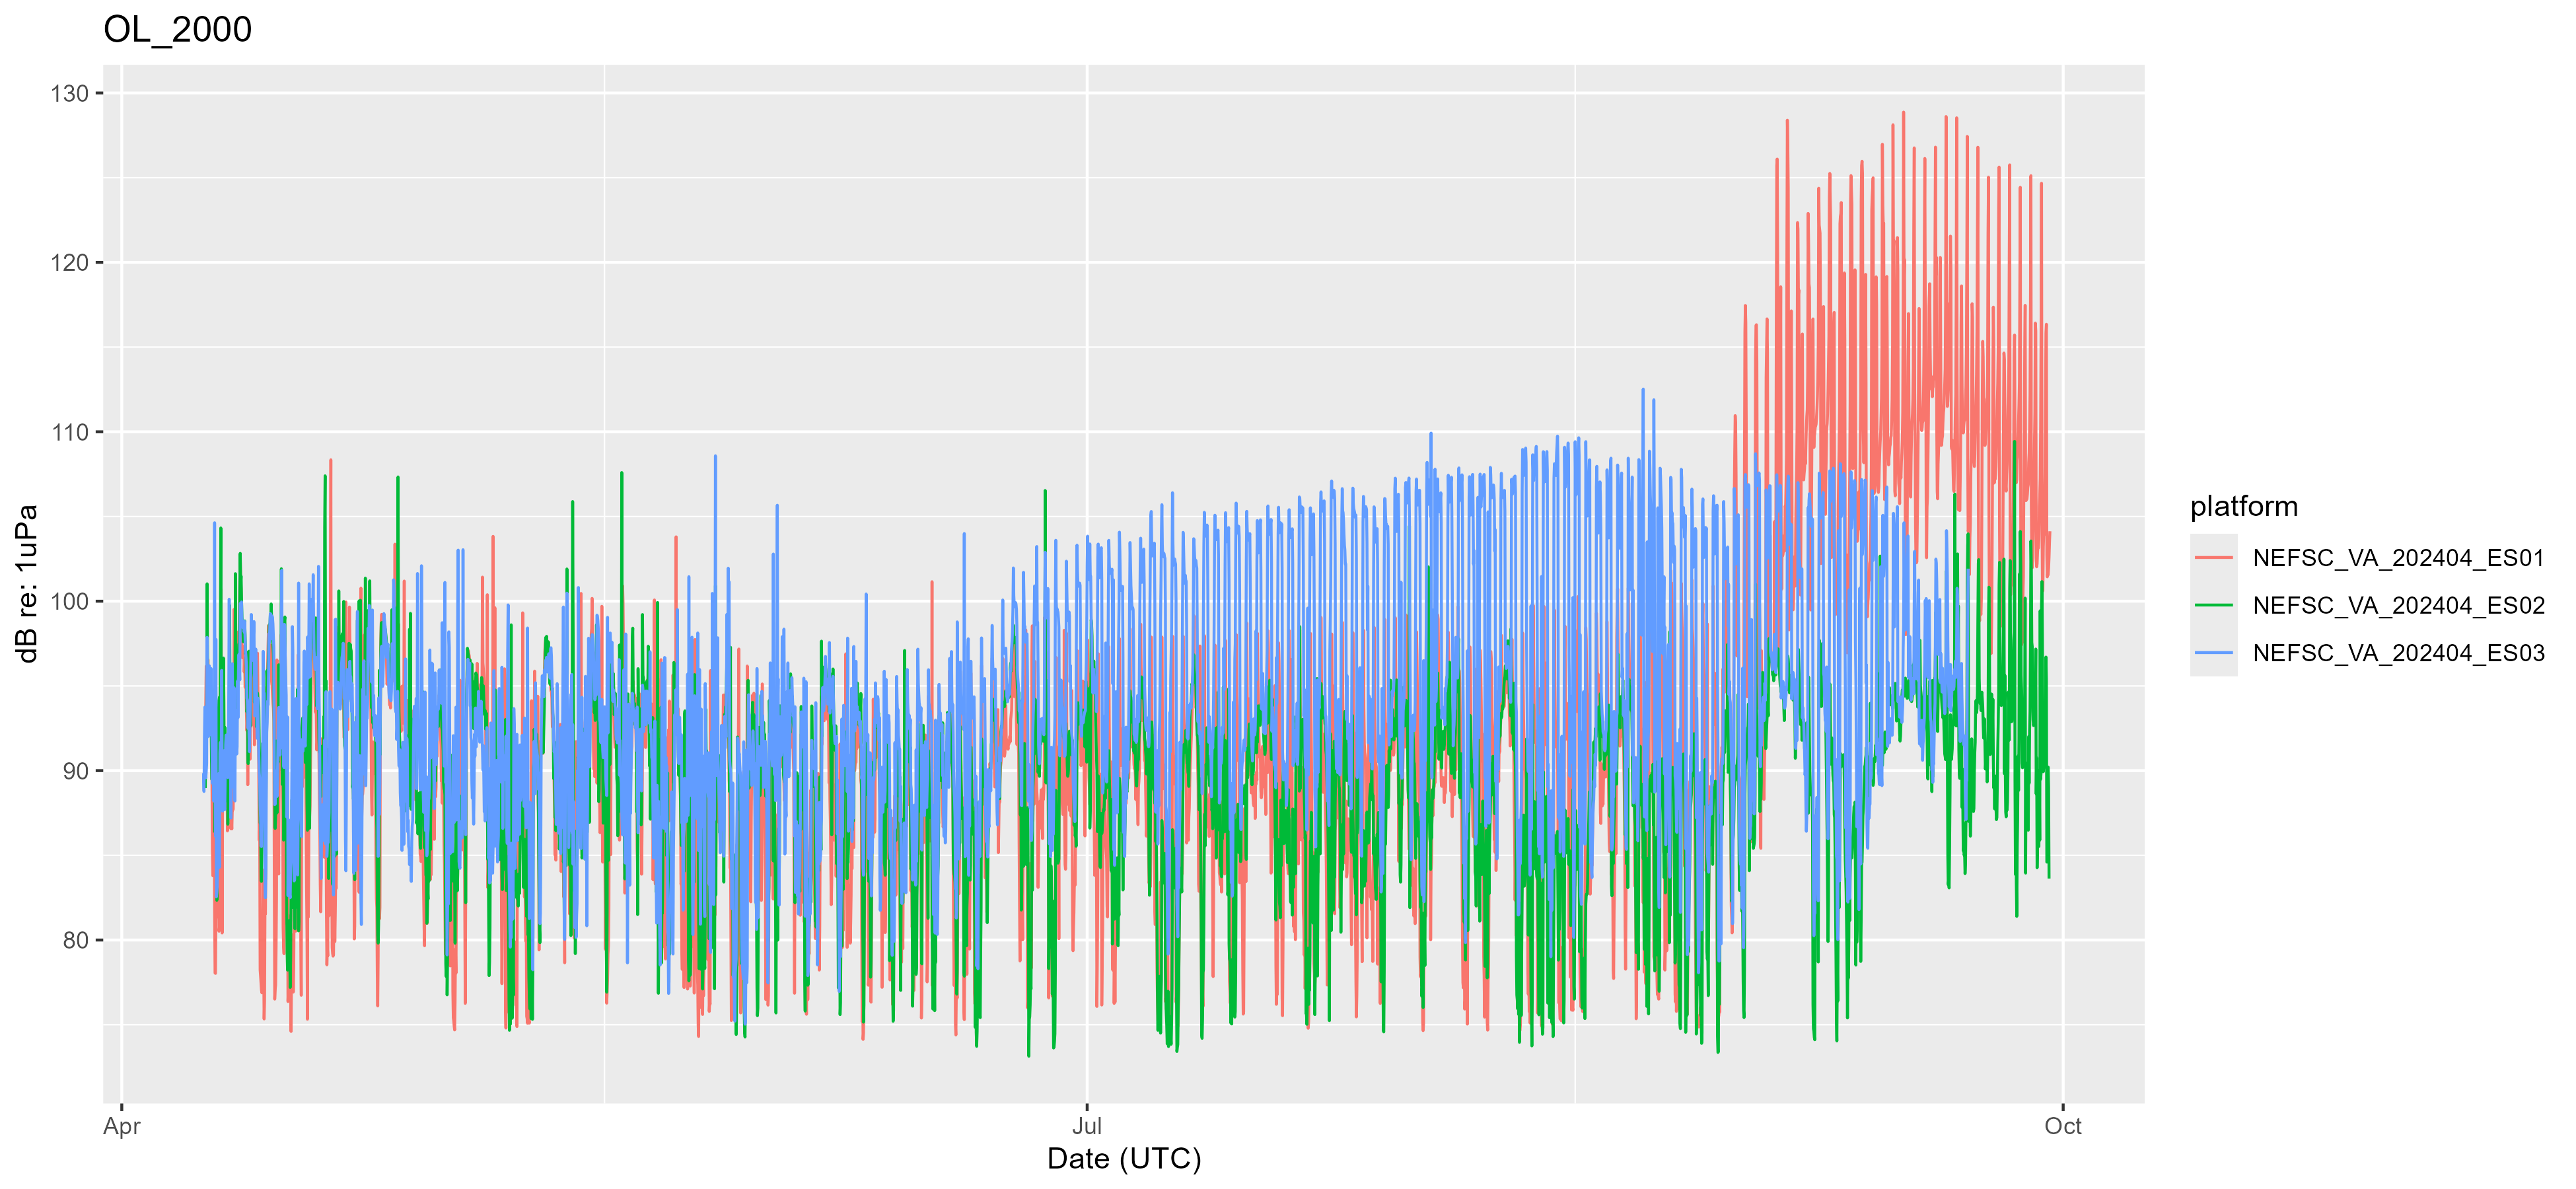 OL_2000
130
120
110
100
90
80
dB re: 1uPa
Apr
Jul
Oct
Date (UTC)
platform
NEFSC_VA_202404_ES01
NEFSC_VA_202404_ES02
NEFSC_VA_202404_ES03